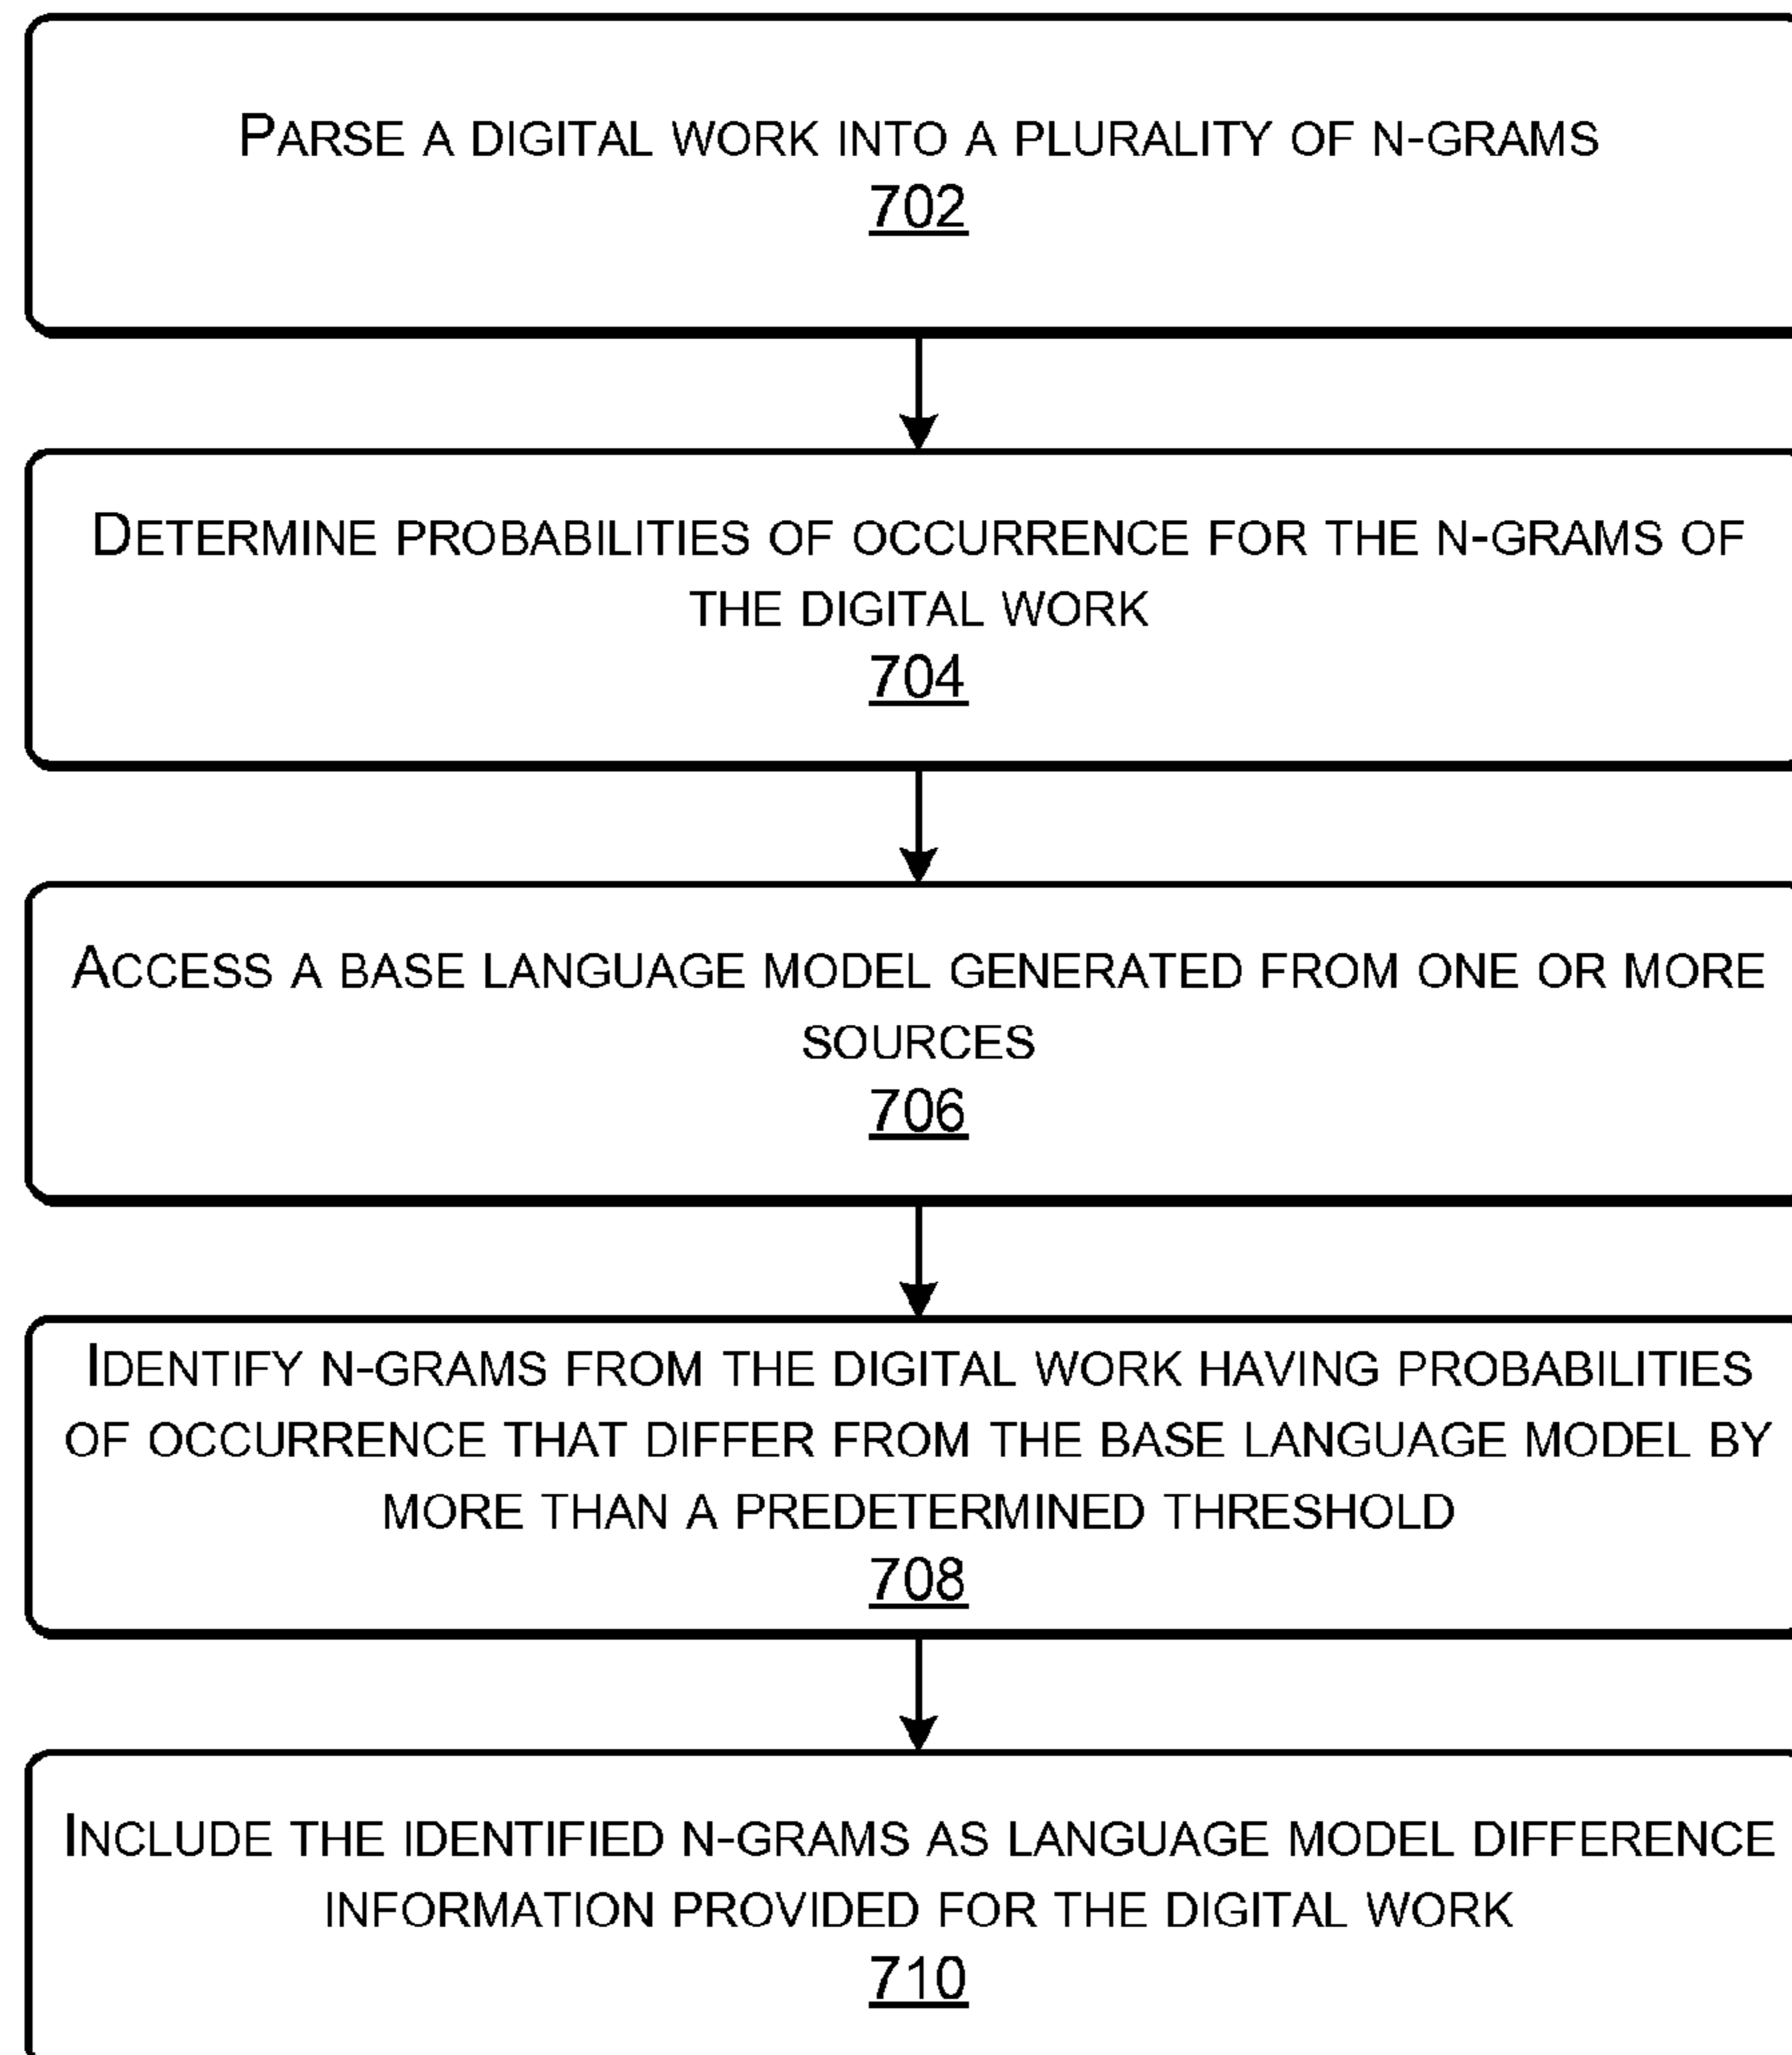 PARSE A DIGITAL WORK INTO A PLURALITY OF N-GRAMS
702
DETERMINE PROBABILITIES OF OCCURRENCE FOR THE N-GRAMS OF
THE DIGITAL WORK
704
ACCESS A BASE LANGUAGE MODEL GENERATED FROM ONE OR MORE
SOURCES
706
IDENTIFY N-GRAMS FROM THE DIGITAL WORK HAVING PROBABILITIES
OF OCCURRENCE THAT DIFFER FROM THE BASE LANGUAGE MODEL BY
MORE THAN A PREDETERMINED THRESHOLD
708
INCLUDE THE IDENTIFIED N-GRAMS AS LANGUAGE MODEL DIFFERENCE
INFORMATION PROVIDED FOR THE DIGITAL WORK
710